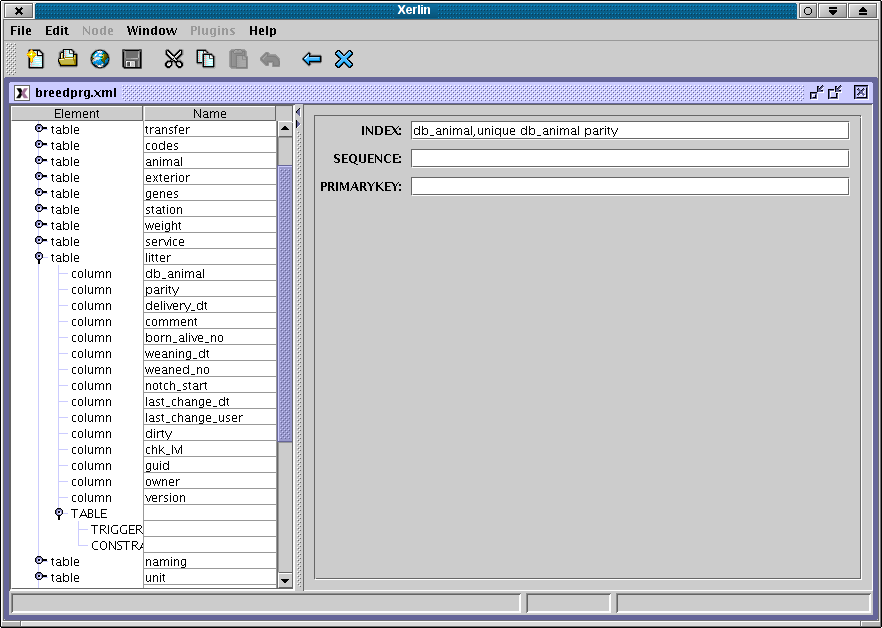 Xerlin
File Edit Node Window Plugins Help
breedprg.xml
Element Name
table transfer
table codes
table animal
table exterior
table genes
table station
table weight
table service
table litter
column db_animal
column parity
column delivery_dt
column comment
column born_alive_no
column weaning_dt
column weaned_no
column notch_start
column last_change_dt
column last_change_user
column dirty
column chk_lvl
column guid
column owner
column version
TABLE
TRIGGER
CONSTRA
table naming
table unit
INDEX: db_animal,unique db_animal parity
SEQUENCE:
PRIMARYKEY: